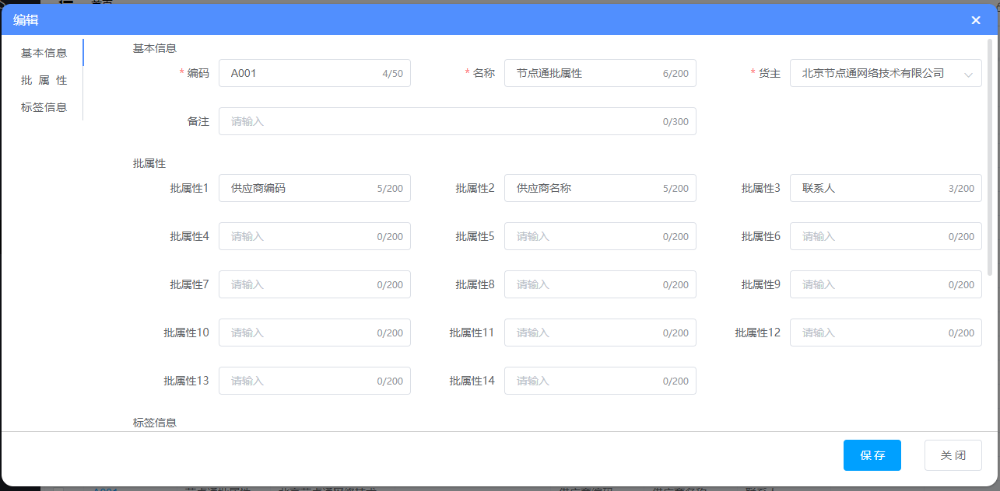 编辑
基本信息
批 属 性
标签信息
基本信息
* 编码 A001 4/50 * 名称 节点通批属性 6/200 * 货主 北京节点通网络技术有限公司
备注 请输入 0/300
批属性
批属性1 供应商编码 5/200 批属性2 供应商名称 5/200 批属性3 联系人 3/200
批属性4 请输入 0/200 批属性5 请输入 0/200 批属性6 请输入 0/200
批属性7 请输入 0/200 批属性8 请输入 0/200 批属性9 请输入 0/200
批属性10 请输入 0/200 批属性11 请输入 0/200 批属性12 请输入 0/200
批属性13 请输入 0/200 批属性14 请输入 0/200
标签信息
保 存 关 闭